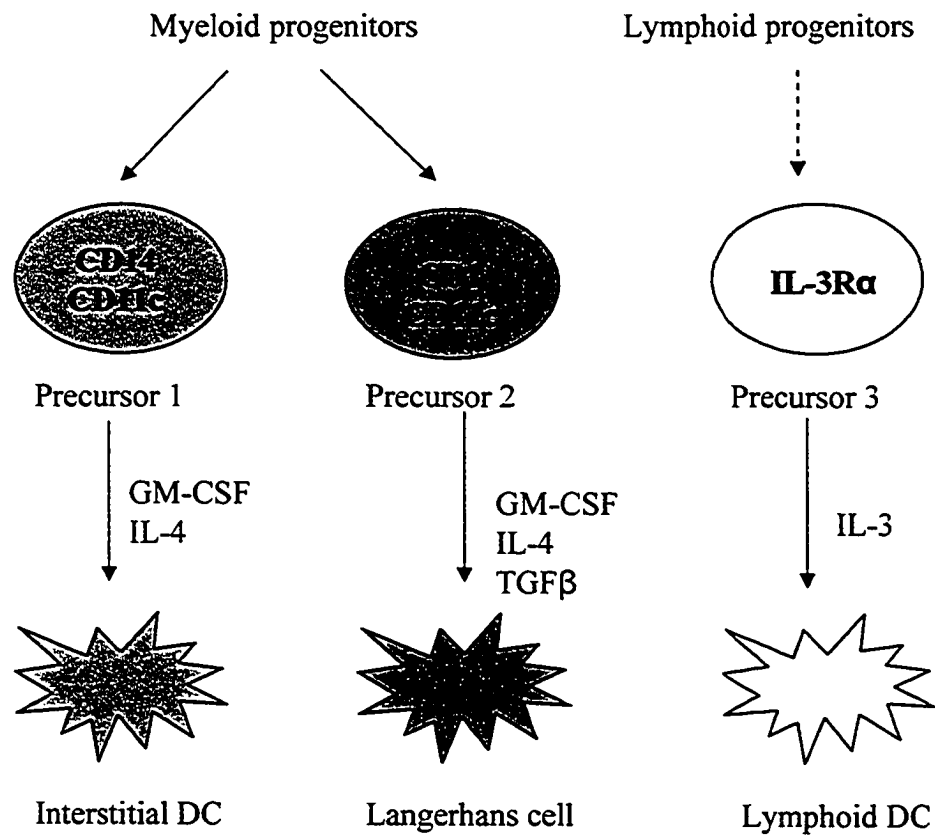 Myeloid progenitors
Lymphoid progenitors
CD14
CD11c
CD11c
IL-3Rα
Precursor 1
Precursor 2
Precursor 3
GM-CSF
IL-4
GM-CSF
IL-4
TGFβ
IL-3
Interstitial DC
Langerhans cell
Lymphoid DC